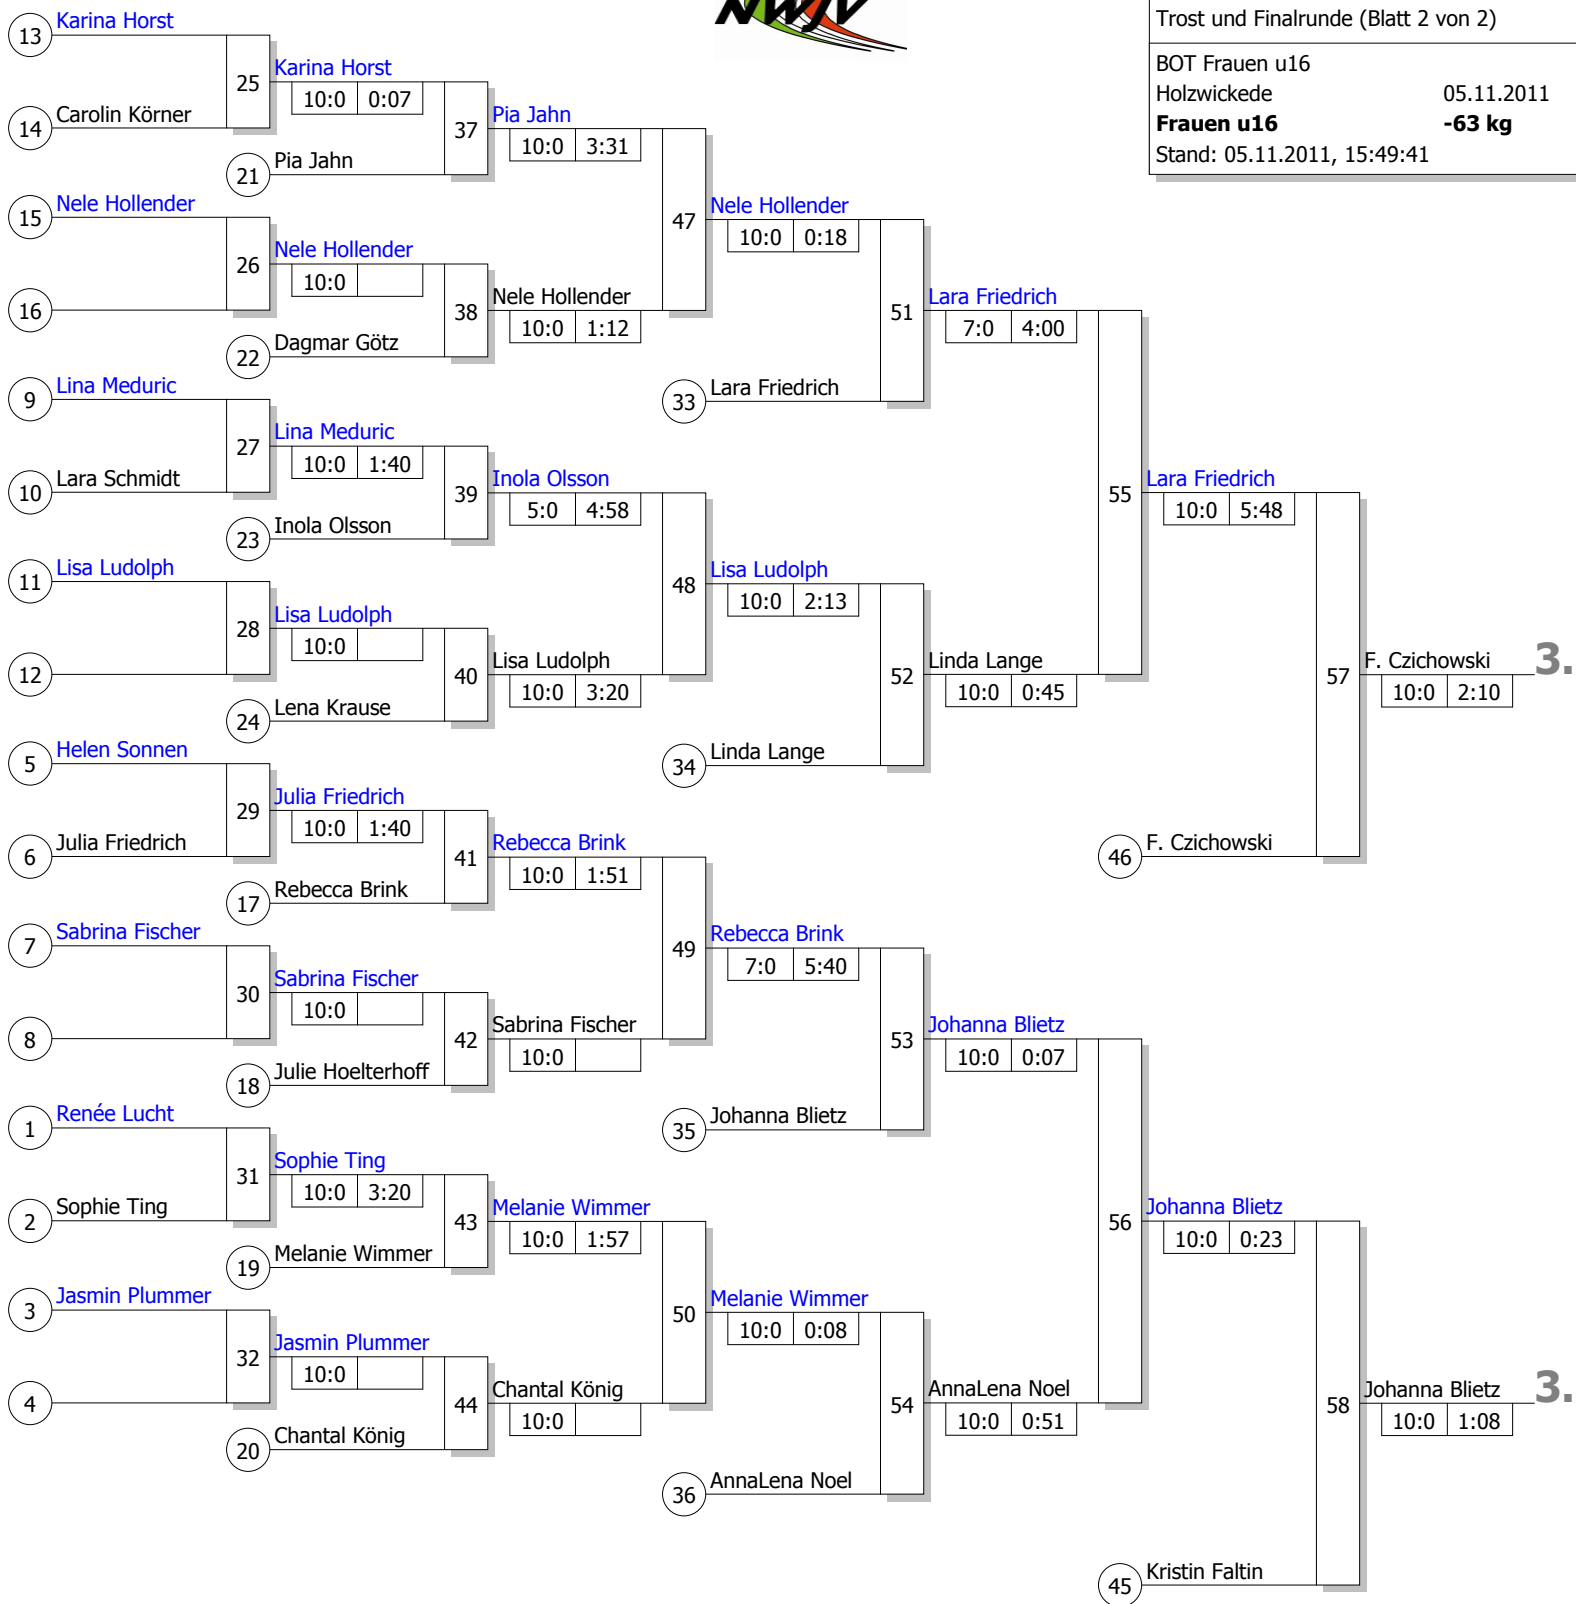 NWJV
Trost und Finalrunde (Blatt 2 von 2)
BOT Frauen u16
Holzwickede 05.11.2011
Frauen u16 -63 kg
Stand: 05.11.2011, 15:49:41
13 Karina Horst
14 Carolin Körner
15 Nele Hollender
16
9 Lina Meduric
10 Lara Schmidt
11 Lisa Ludolph
12
5 Helen Sonnen
6 Julia Friedrich
7 Sabrina Fischer
8
1 Renée Lucht
2 Sophie Ting
3 Jasmin Plummer
4
25 Karina Horst
10:0 0:07
21 Pia Jahn
26 Nele Hollender
10:0
22 Dagmar Götz
27 Lina Meduric
10:0 1:40
23 Inola Olsson
28 Lisa Ludolph
10:0
24 Lena Krause
29 Julia Friedrich
10:0 1:40
17 Rebecca Brink
30 Sabrina Fischer
10:0
18 Julie Hoelterhoff
31 Sophie Ting
10:0 3:20
19 Melanie Wimmer
32 Jasmin Plummer
10:0
20 Chantal König
37 Pia Jahn
10:0 3:31
38 Nele Hollender
10:0 1:12
39 Inola Olsson
5:0 4:58
40 Lisa Ludolph
10:0 3:20
41 Rebecca Brink
10:0 1:51
42 Sabrina Fischer
10:0
43 Melanie Wimmer
10:0 1:57
44 Chantal König
10:0
47 Nele Hollender
10:0 0:18
33 Lara Friedrich
48 Lisa Ludolph
10:0 2:13
34 Linda Lange
49 Rebecca Brink
7:0 5:40
35 Johanna Blietz
50 Melanie Wimmer
10:0 0:08
36 AnnaLena Noel
51 Lara Friedrich
7:0 4:00
52 Linda Lange
10:0 0:45
53 Johanna Blietz
10:0 0:07
54 AnnaLena Noel
10:0 0:51
55 Lara Friedrich
10:0 5:48
46 F. Czichowski
56 Johanna Blietz
10:0 0:23
45 Kristin Faltin
57 F. Czichowski 3.
10:0 2:10
58 Johanna Blietz 3.
10:0 1:08